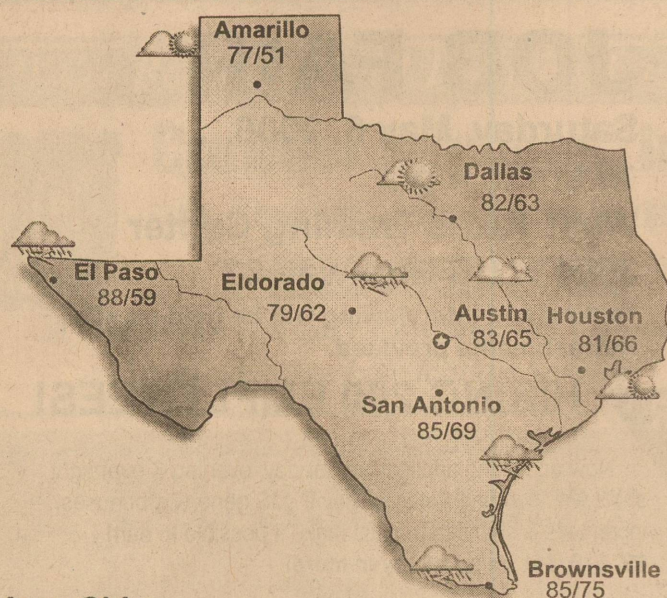 Amarillo
77/51
Dallas
82/63
El Paso
88/59
Eldorado
79/62
Austin
83/65
Houston
81/66
San Antonio
85/69
Brownsville
85/75